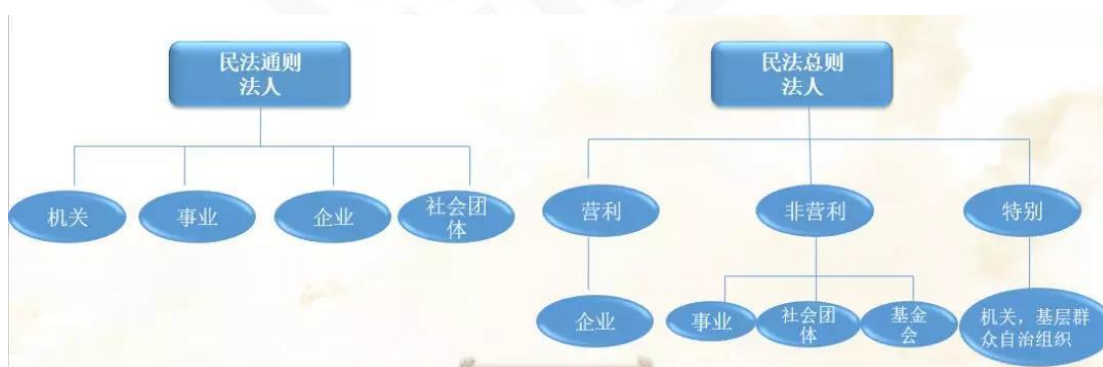 民法通则
法人
民法总则
法人
机关
事业
企业
社会团
体
营利
非营利
特别
企业
事业
社会团
体
基金
会
机关，基层群
众自治组织